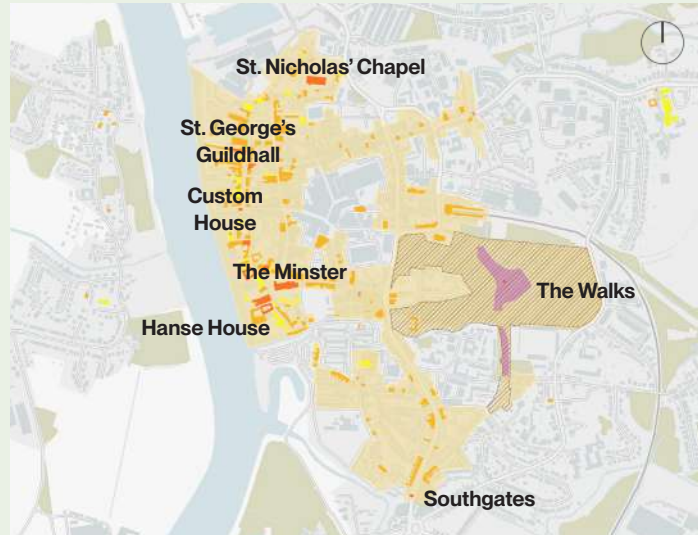 St. Nicholas’ Chapel
St. George’s
Guildhall
Custom
House
The Minster
The Walks
Hanse House
Southgates